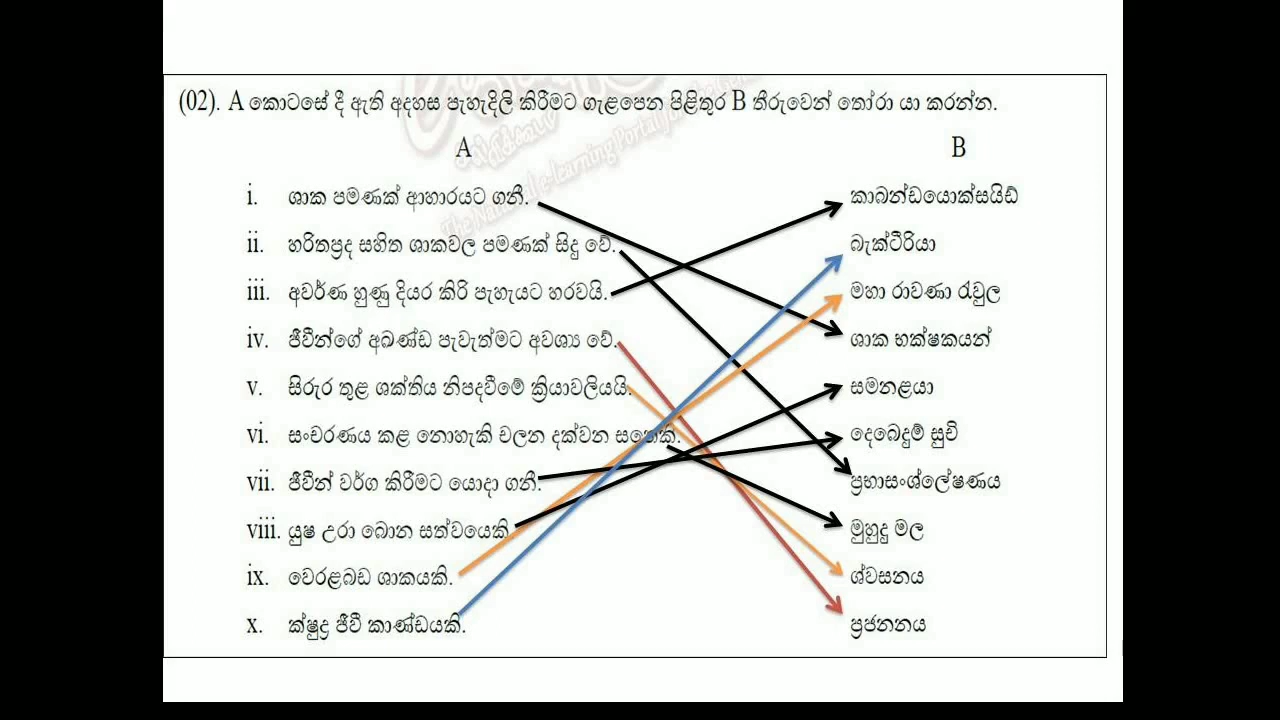 (02). A කොටසේ දී ඇති අදහස පැහැදිලි කිරීමට ගැළපෙන පිළිතුර B තීරුවෙන් තෝරා යා කරන්න.
A B
i. ශාක පමණක් ආහාරයට ගනී. කාබන්ඩයොක්සයිඩ්
ii. හරිතප්‍රද සහිත ශාකවල පමණක් සිදු වේ. බැක්ටීරියා
iii. අවර්ණ හුණු දියර කිරි පැහැයට හරවයි. මහා රාවණා රැවුල
iv. ජීවීන්ගේ අඛණ්ඩ පැවැත්මට අවශ්‍ය වේ. ශාක භක්ෂකයන්
v. සිරුර තුළ ශක්තිය නිපදවීමේ ක්‍රියාවලියයි. සමනළයා
vi. සංචරණය කළ නොහැකි චලන දක්වන සතෙකි. දෙබෙදුම් සුචි
vii. ජීවීන් වර්ග කිරීමට යොදා ගනී. ප්‍රභාසංශ්ලේෂණය
viii. යුෂ උරා බොන සත්වයෙකි මුහුදු මල
ix. වෙරළබඩ ශාකයකි. ශ්වසනය
x. ක්ෂුද්‍ර ජීවී කාණ්ඩයකි. ප්‍රජනනය